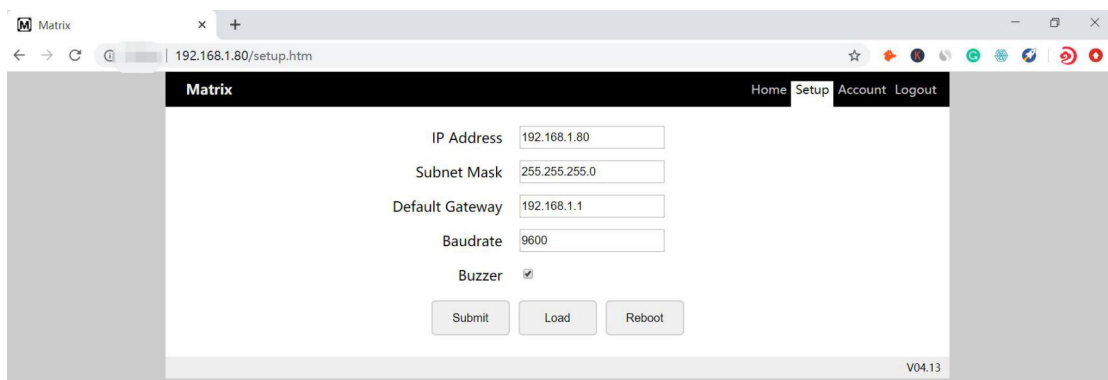 M Matrix
192.168.1.80/setup.htm
Matrix Home Setup Account Logout
IP Address 192.168.1.80
Subnet Mask 255.255.255.0
Default Gateway 192.168.1.1
Baudrate 9600
Buzzer
Submit Load Reboot
V04.13